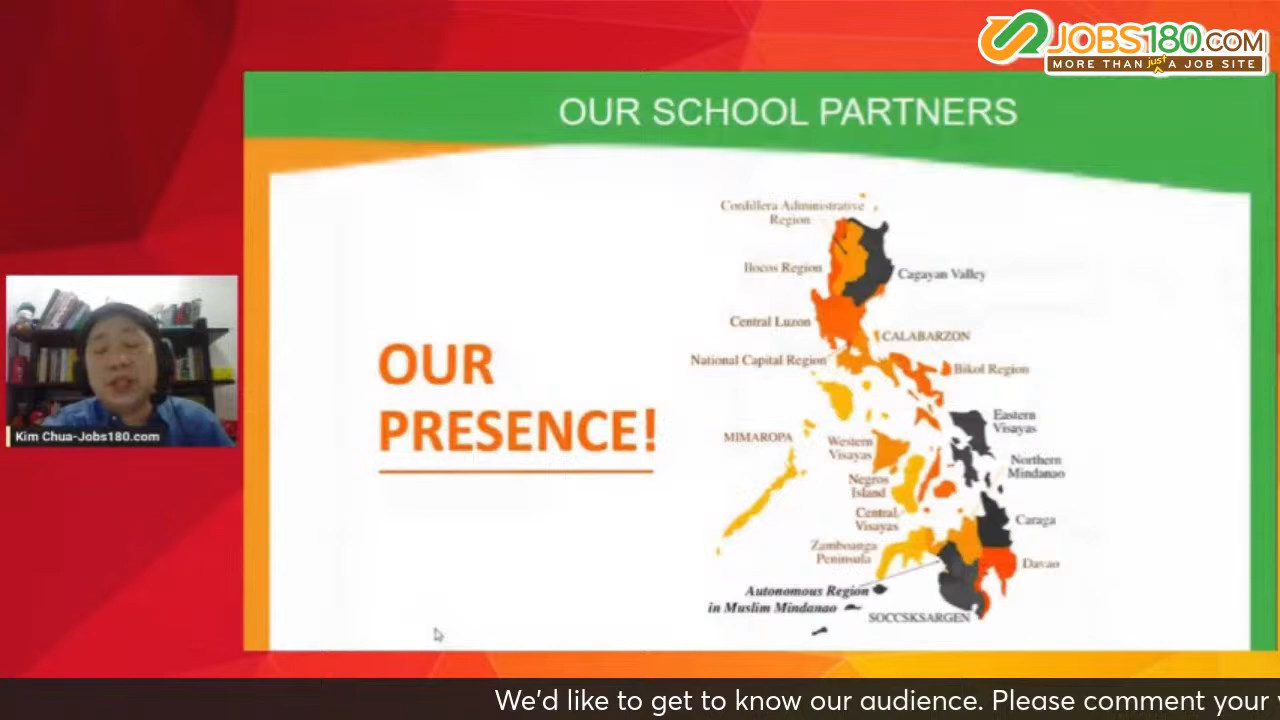 JOBS180.COM
MORE THAN just A JOB SITE
OUR SCHOOL PARTNERS
OUR
PRESENCE!
Cordillera Administrative
Region
Ilocos Region
Cagayan Valley
Central Luzon
CALABARZON
National Capital Region
Bikol Region
MIMAROPA
Western
Visayas
Eastern
Visayas
Northern
Mindanao
Negros
Island
Central
Visayas
Caraga
Zamboanga
Peninsula
Davao
Autonomous Region
in Muslim Mindanao
SOCCSKSARGEN
Kim Chua-Jobs180.com
We'd like to get to know our audience. Please comment your